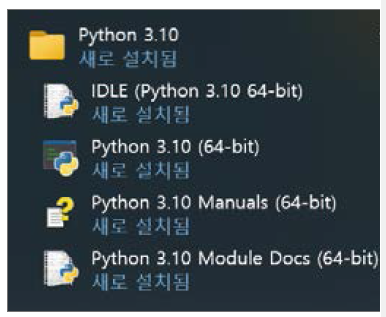 Python 3.10
새로 설치됨
IDLE (Python 3.10 64-bit)
새로 설치됨
Python 3.10 (64-bit)
새로 설치됨
Python 3.10 Manuals (64-bit)
새로 설치됨
Python 3.10 Module Docs (64-bit)
새로 설치됨